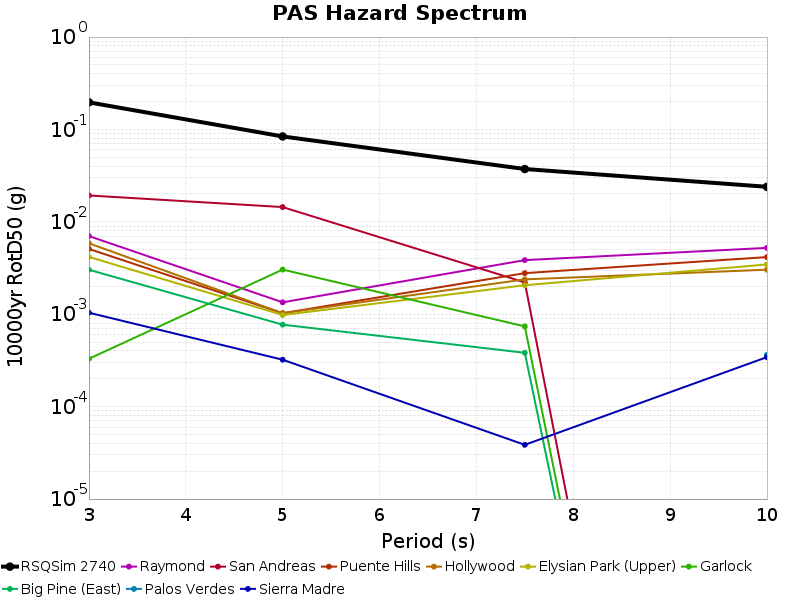 PAS Hazard Spectrum
10000yr RotD50 (g)
10^0
10^-1
10^-2
10^-3
10^-4
10^-5
3 4 5 6 7 8 9 10
Period (s)
RSQSim 2740 Raymond San Andreas Puente Hills Hollywood Elysian Park (Upper) Garlock
Big Pine (East) Palos Verdes Sierra Madre